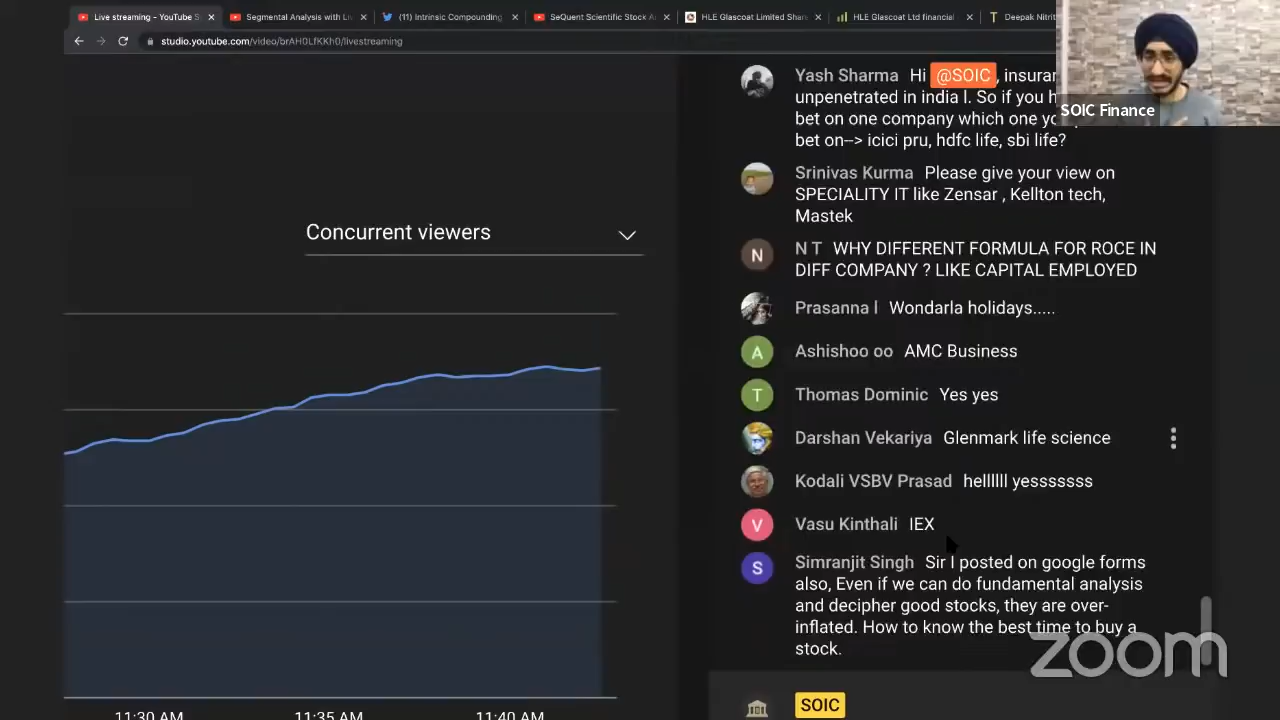 Live streaming - YouTube S
Segmental Analysis with Liv
(11) Intrinsic Compounding
SeQuent Scientific Stock A
HLE Glascoat Limited Share
HLE Glascoat Ltd financial
Deepak Nitrit
studio.youtube.com/video/brAH0LfKKh0/livestreaming
SOIC Finance
Concurrent viewers
11:30 AM
11:35 AM
11:40 AM
Yash Sharma Hi @SOIC, insuran
unpenetrated in india I. So if you h
bet on one company which one yo
bet on--> icici pru, hdfc life, sbi life?
Srinivas Kurma Please give your view on
SPECIALITY IT like Zensar , Kellton tech,
Mastek
N
N T WHY DIFFERENT FORMULA FOR ROCE IN
DIFF COMPANY ? LIKE CAPITAL EMPLOYED
Prasanna l Wondarla holidays.....
A
Ashishoo oo AMC Business
T
Thomas Dominic Yes yes
Darshan Vekariya Glenmark life science
Kodali VSBV Prasad hellllll yesssssss
V
Vasu Kinthali IEX
S
Simranjit Singh Sir I posted on google forms
also, Even if we can do fundamental analysis
and decipher good stocks, they are over-
inflated. How to know the best time to buy a
stock.
zoom
SOIC